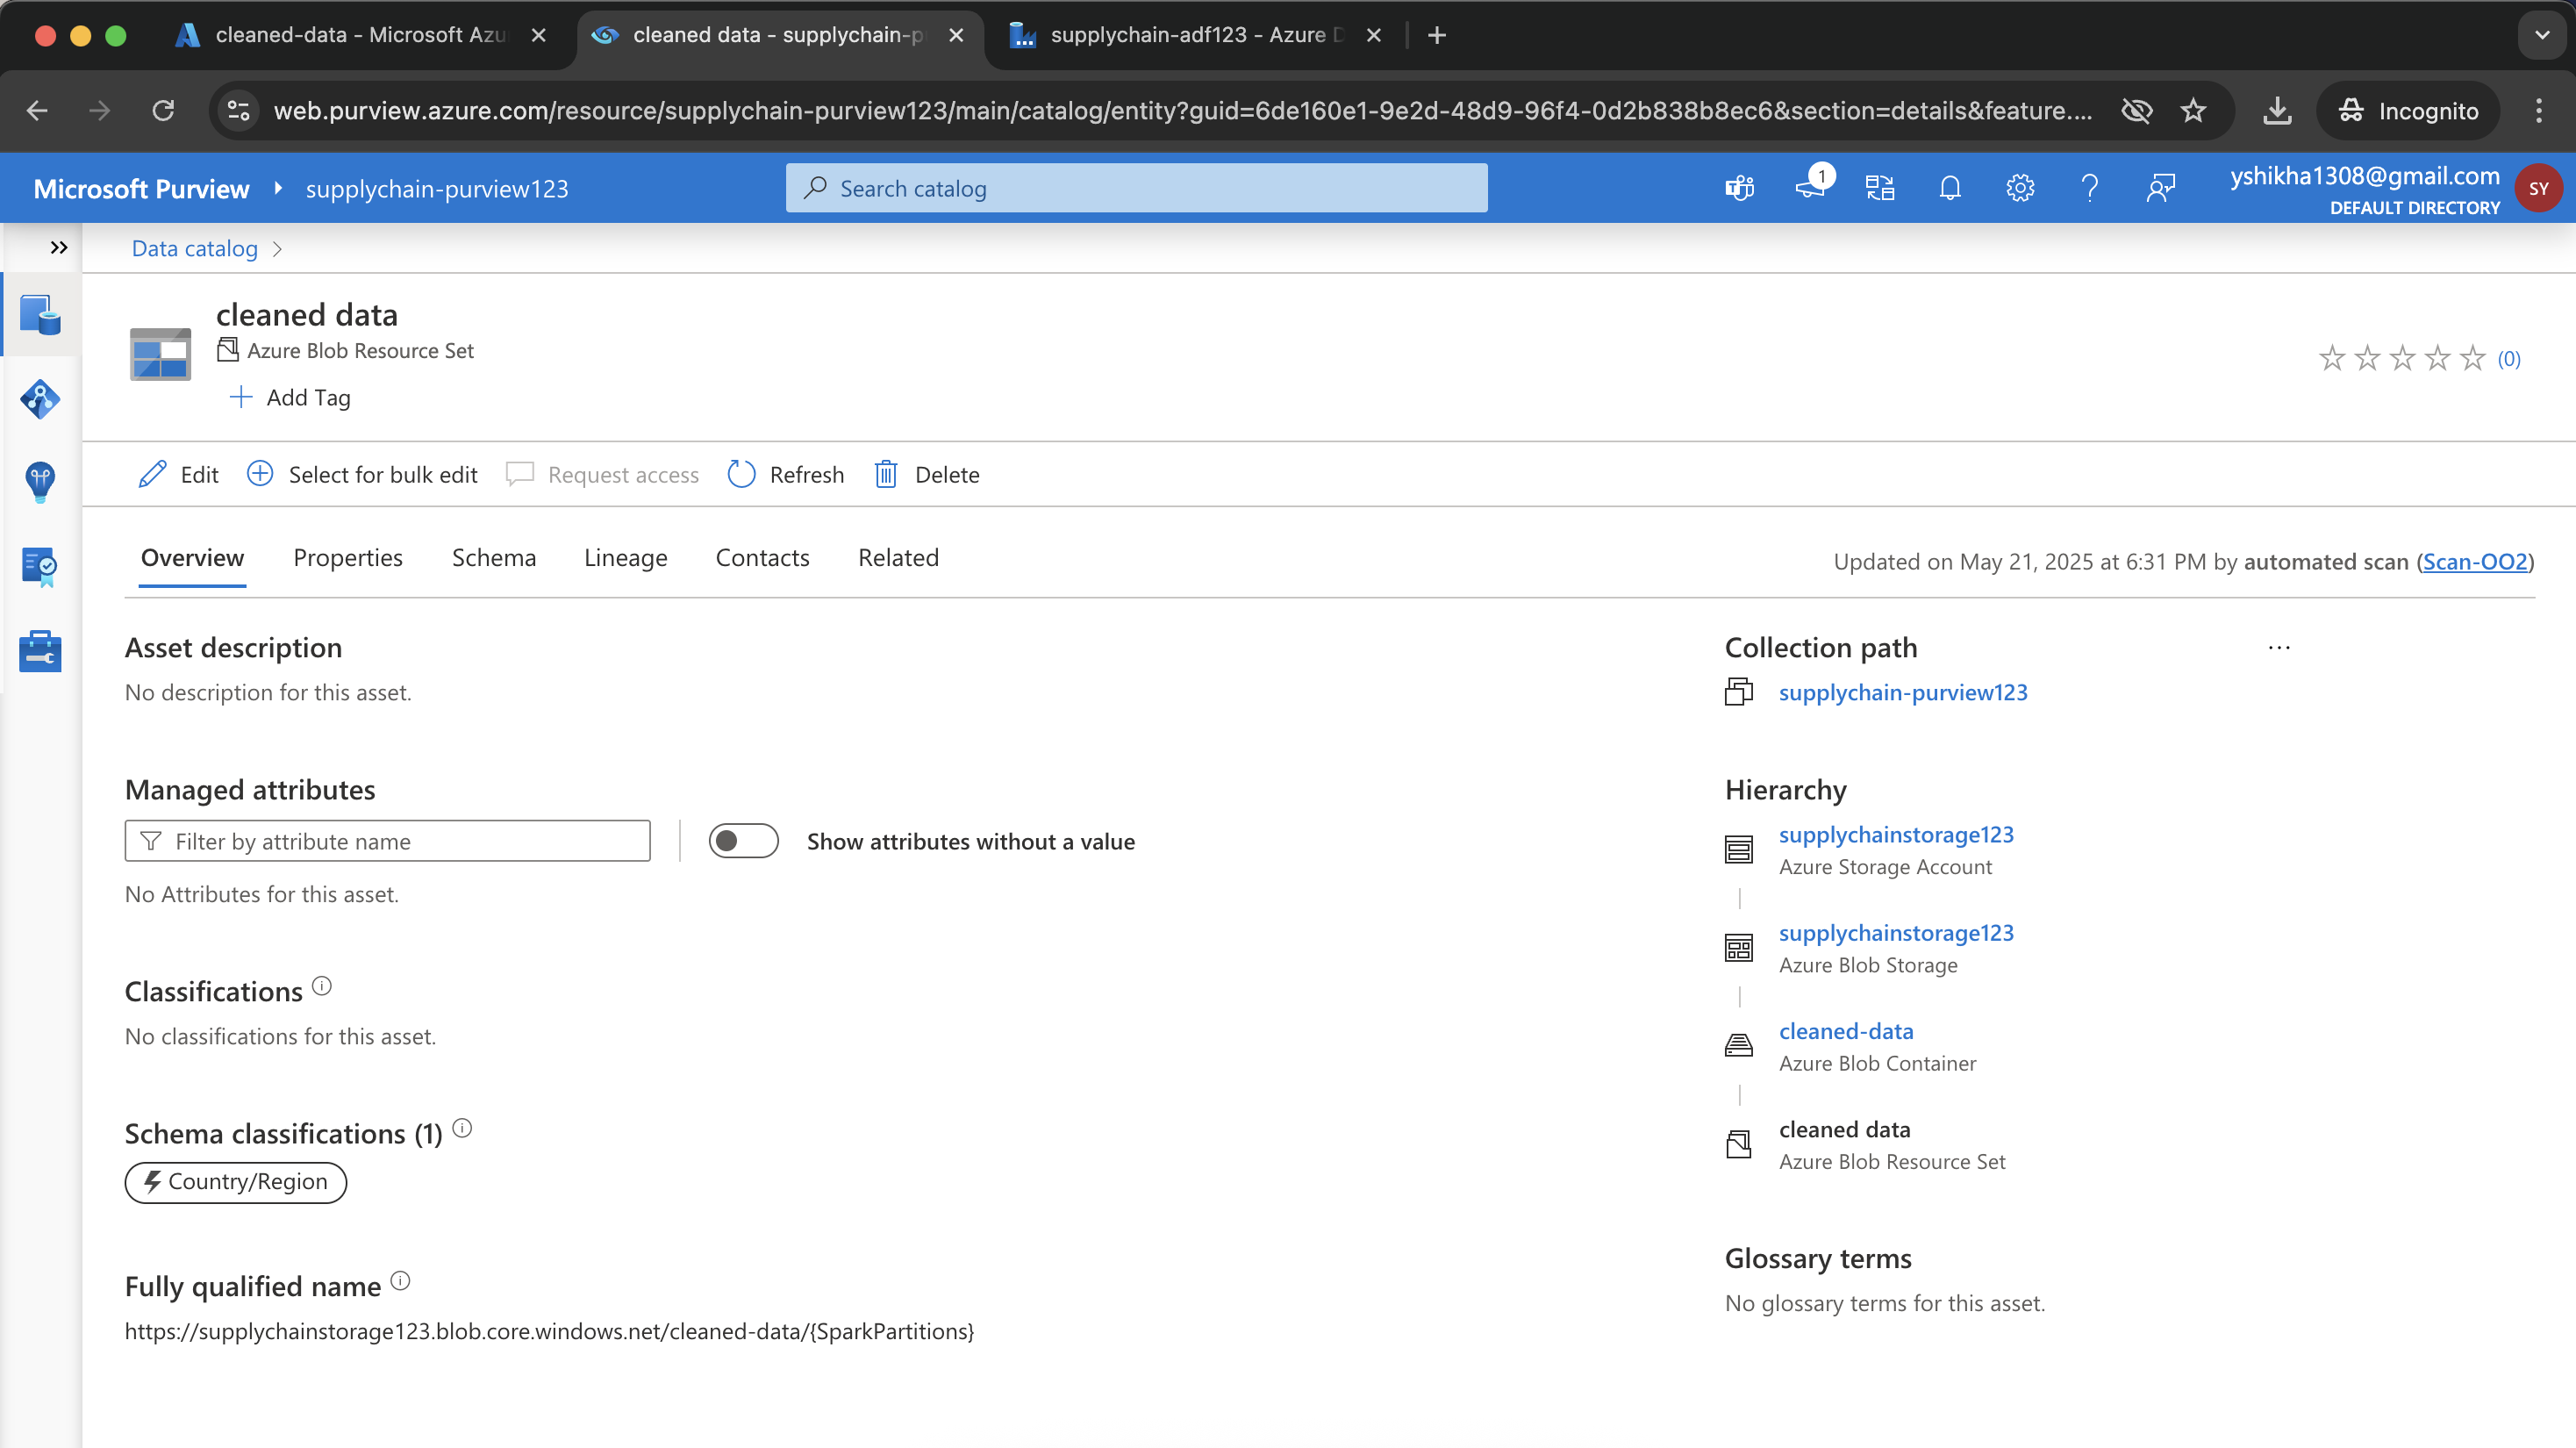 cleaned-data - Microsoft Azu
cleaned data - supplychain-p
supplychain-adf123 - Azure D
web.purview.azure.com/resource/supplychain-purview123/main/catalog/entity?guid=6de160e1-9e2d-48d9-96f4-0d2b838b8ec6&section=details&feature....
Incognito
Microsoft Purview
supplychain-purview123
Search catalog
1
yshikha1308@gmail.com
DEFAULT DIRECTORY
SY
Data catalog
cleaned data
Azure Blob Resource Set
Add Tag
(0)
Edit
Select for bulk edit
Request access
Refresh
Delete
Overview
Properties
Schema
Lineage
Contacts
Related
Updated on May 21, 2025 at 6:31 PM by automated scan (Scan-OO2)
Asset description
No description for this asset.
Managed attributes
Filter by attribute name
Show attributes without a value
No Attributes for this asset.
Classifications
No classifications for this asset.
Schema classifications (1)
Country/Region
Fully qualified name
https://supplychainstorage123.blob.core.windows.net/cleaned-data/{SparkPartitions}
Collection path
...
supplychain-purview123
Hierarchy
supplychainstorage123
Azure Storage Account
supplychainstorage123
Azure Blob Storage
cleaned-data
Azure Blob Container
cleaned data
Azure Blob Resource Set
Glossary terms
No glossary terms for this asset.